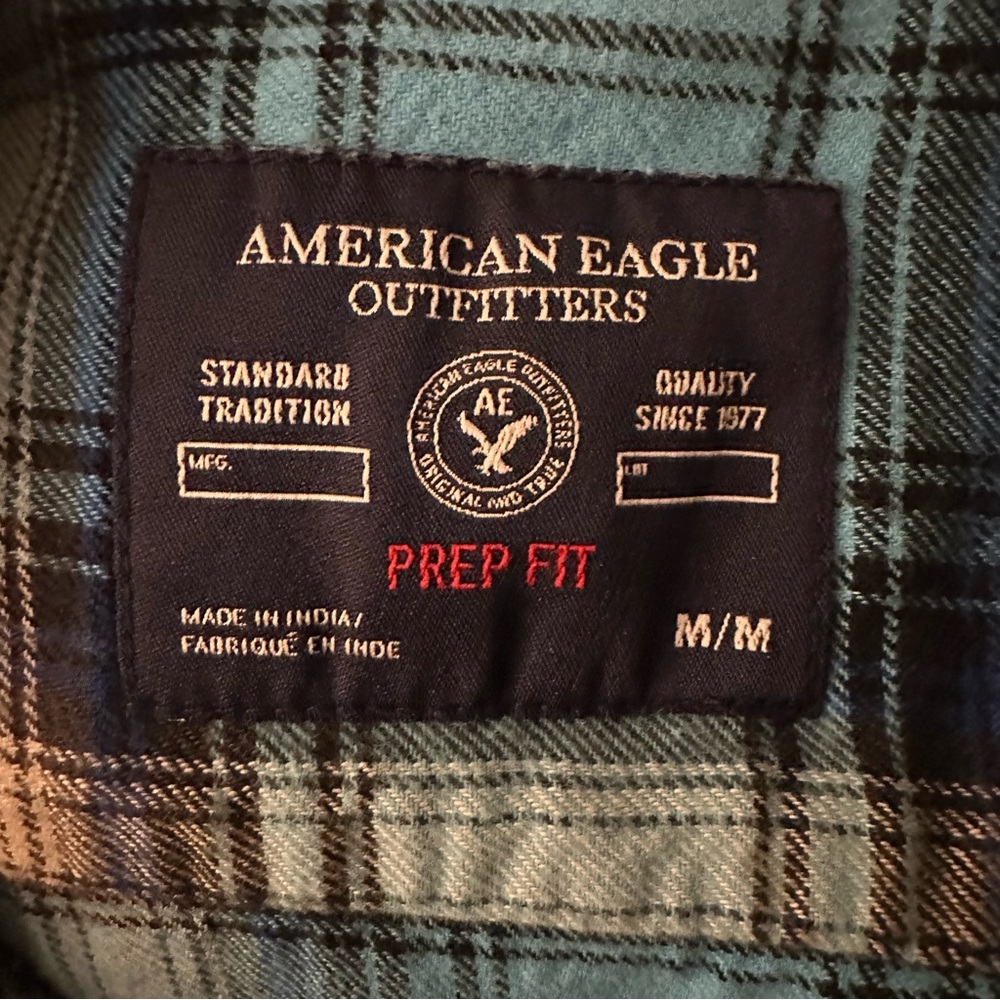 AMERICAN EAGLE
OUTFITTERS
STANDARD
TRADITION
MFG.
AMERICAN EAGLE OUTFITTERS
AE
ORIGINAL AND TRUE
QUALITY
SINCE 1977
LOT
PREP FIT
MADE IN INDIA/
FABRIQUÉ EN INDE
M/M